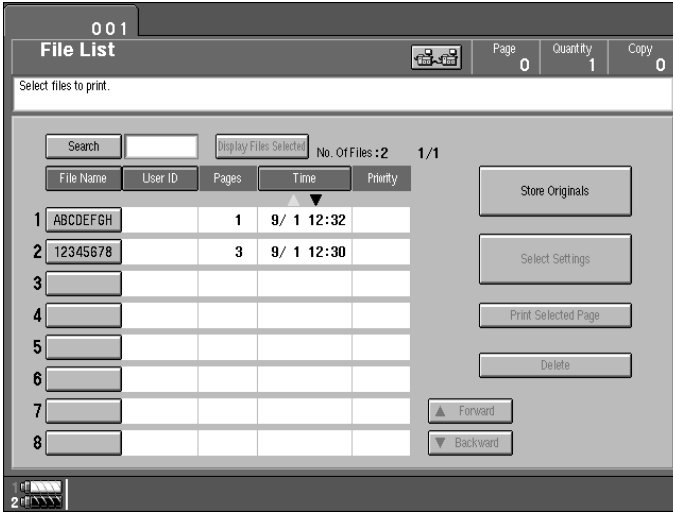 001
File List
Page 0 Quantity 1 Copy 0
Select files to print.
Search Display Files Selected No. Of Files :2 1/1
File Name User ID Pages Time Priority
Store Originals
1 ABCDEFGH 1 9/ 1 12:32
2 12345678 3 9/ 1 12:30
Select Settings
3
4 Print Selected Page
5
Delete
6
7 ▲ Forward
8 ▼ Backward
1
2